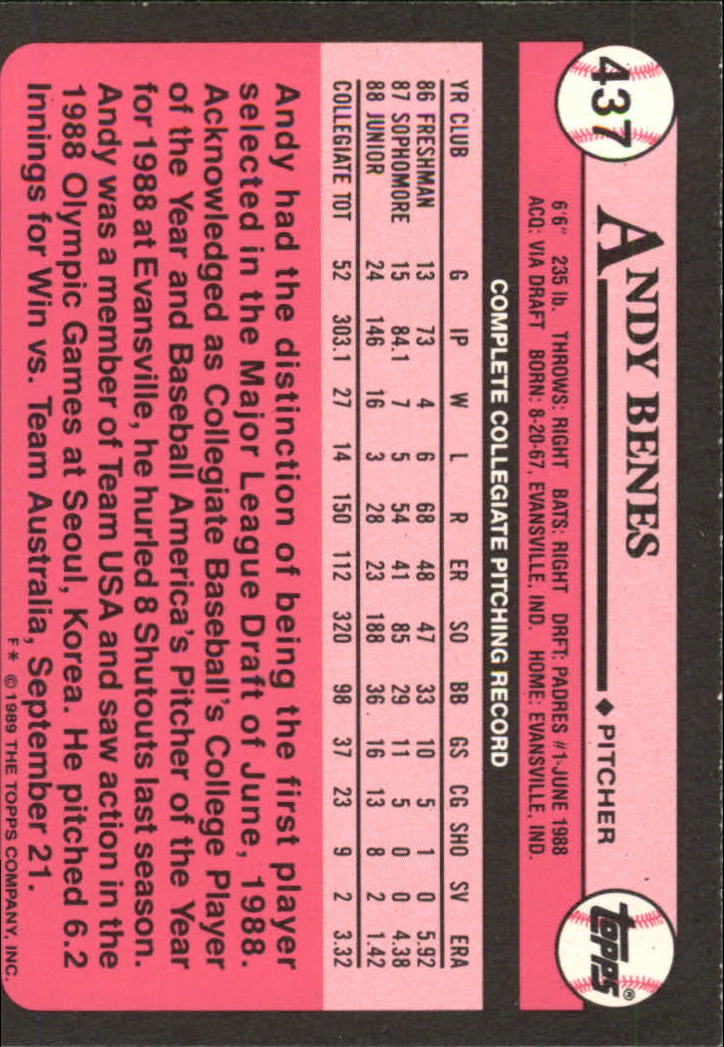 437
ANDY BENES ◆ PITCHER
topps®
6'6" 235 lb. THROWS: RIGHT BATS: RIGHT DRFT: PADRES #1-JUNE 1988
ACQ: VIA DRAFT BORN: 8-20-67, EVANSVILLE, IND. HOME: EVANSVILLE, IND.
COMPLETE COLLEGIATE PITCHING RECORD
YR CLUB G IP W L R ER SO BB GS CG SHO SV ERA
86 FRESHMAN 13 73 4 6 68 48 47 33 10 5 1 0 5.92
87 SOPHOMORE 15 84.1 7 5 54 41 85 29 11 5 0 0 4.38
88 JUNIOR 24 146 16 3 28 23 188 36 16 13 8 2 1.42
COLLEGIATE TOT 52 303.1 27 14 150 112 320 98 37 23 9 2 3.32
Andy had the distinction of being the first player
selected in the Major League Draft of June, 1988.
Acknowledged as Collegiate Baseball's College Player
of the Year and Baseball America's Pitcher of the Year
for 1988 at Evansville, he hurled 8 Shutouts last season.
Andy was a member of Team USA and saw action in the
1988 Olympic Games at Seoul, Korea. He pitched 6.2
Innings for Win vs. Team Australia, September 21.
F* © 1989 THE TOPPS COMPANY, INC.